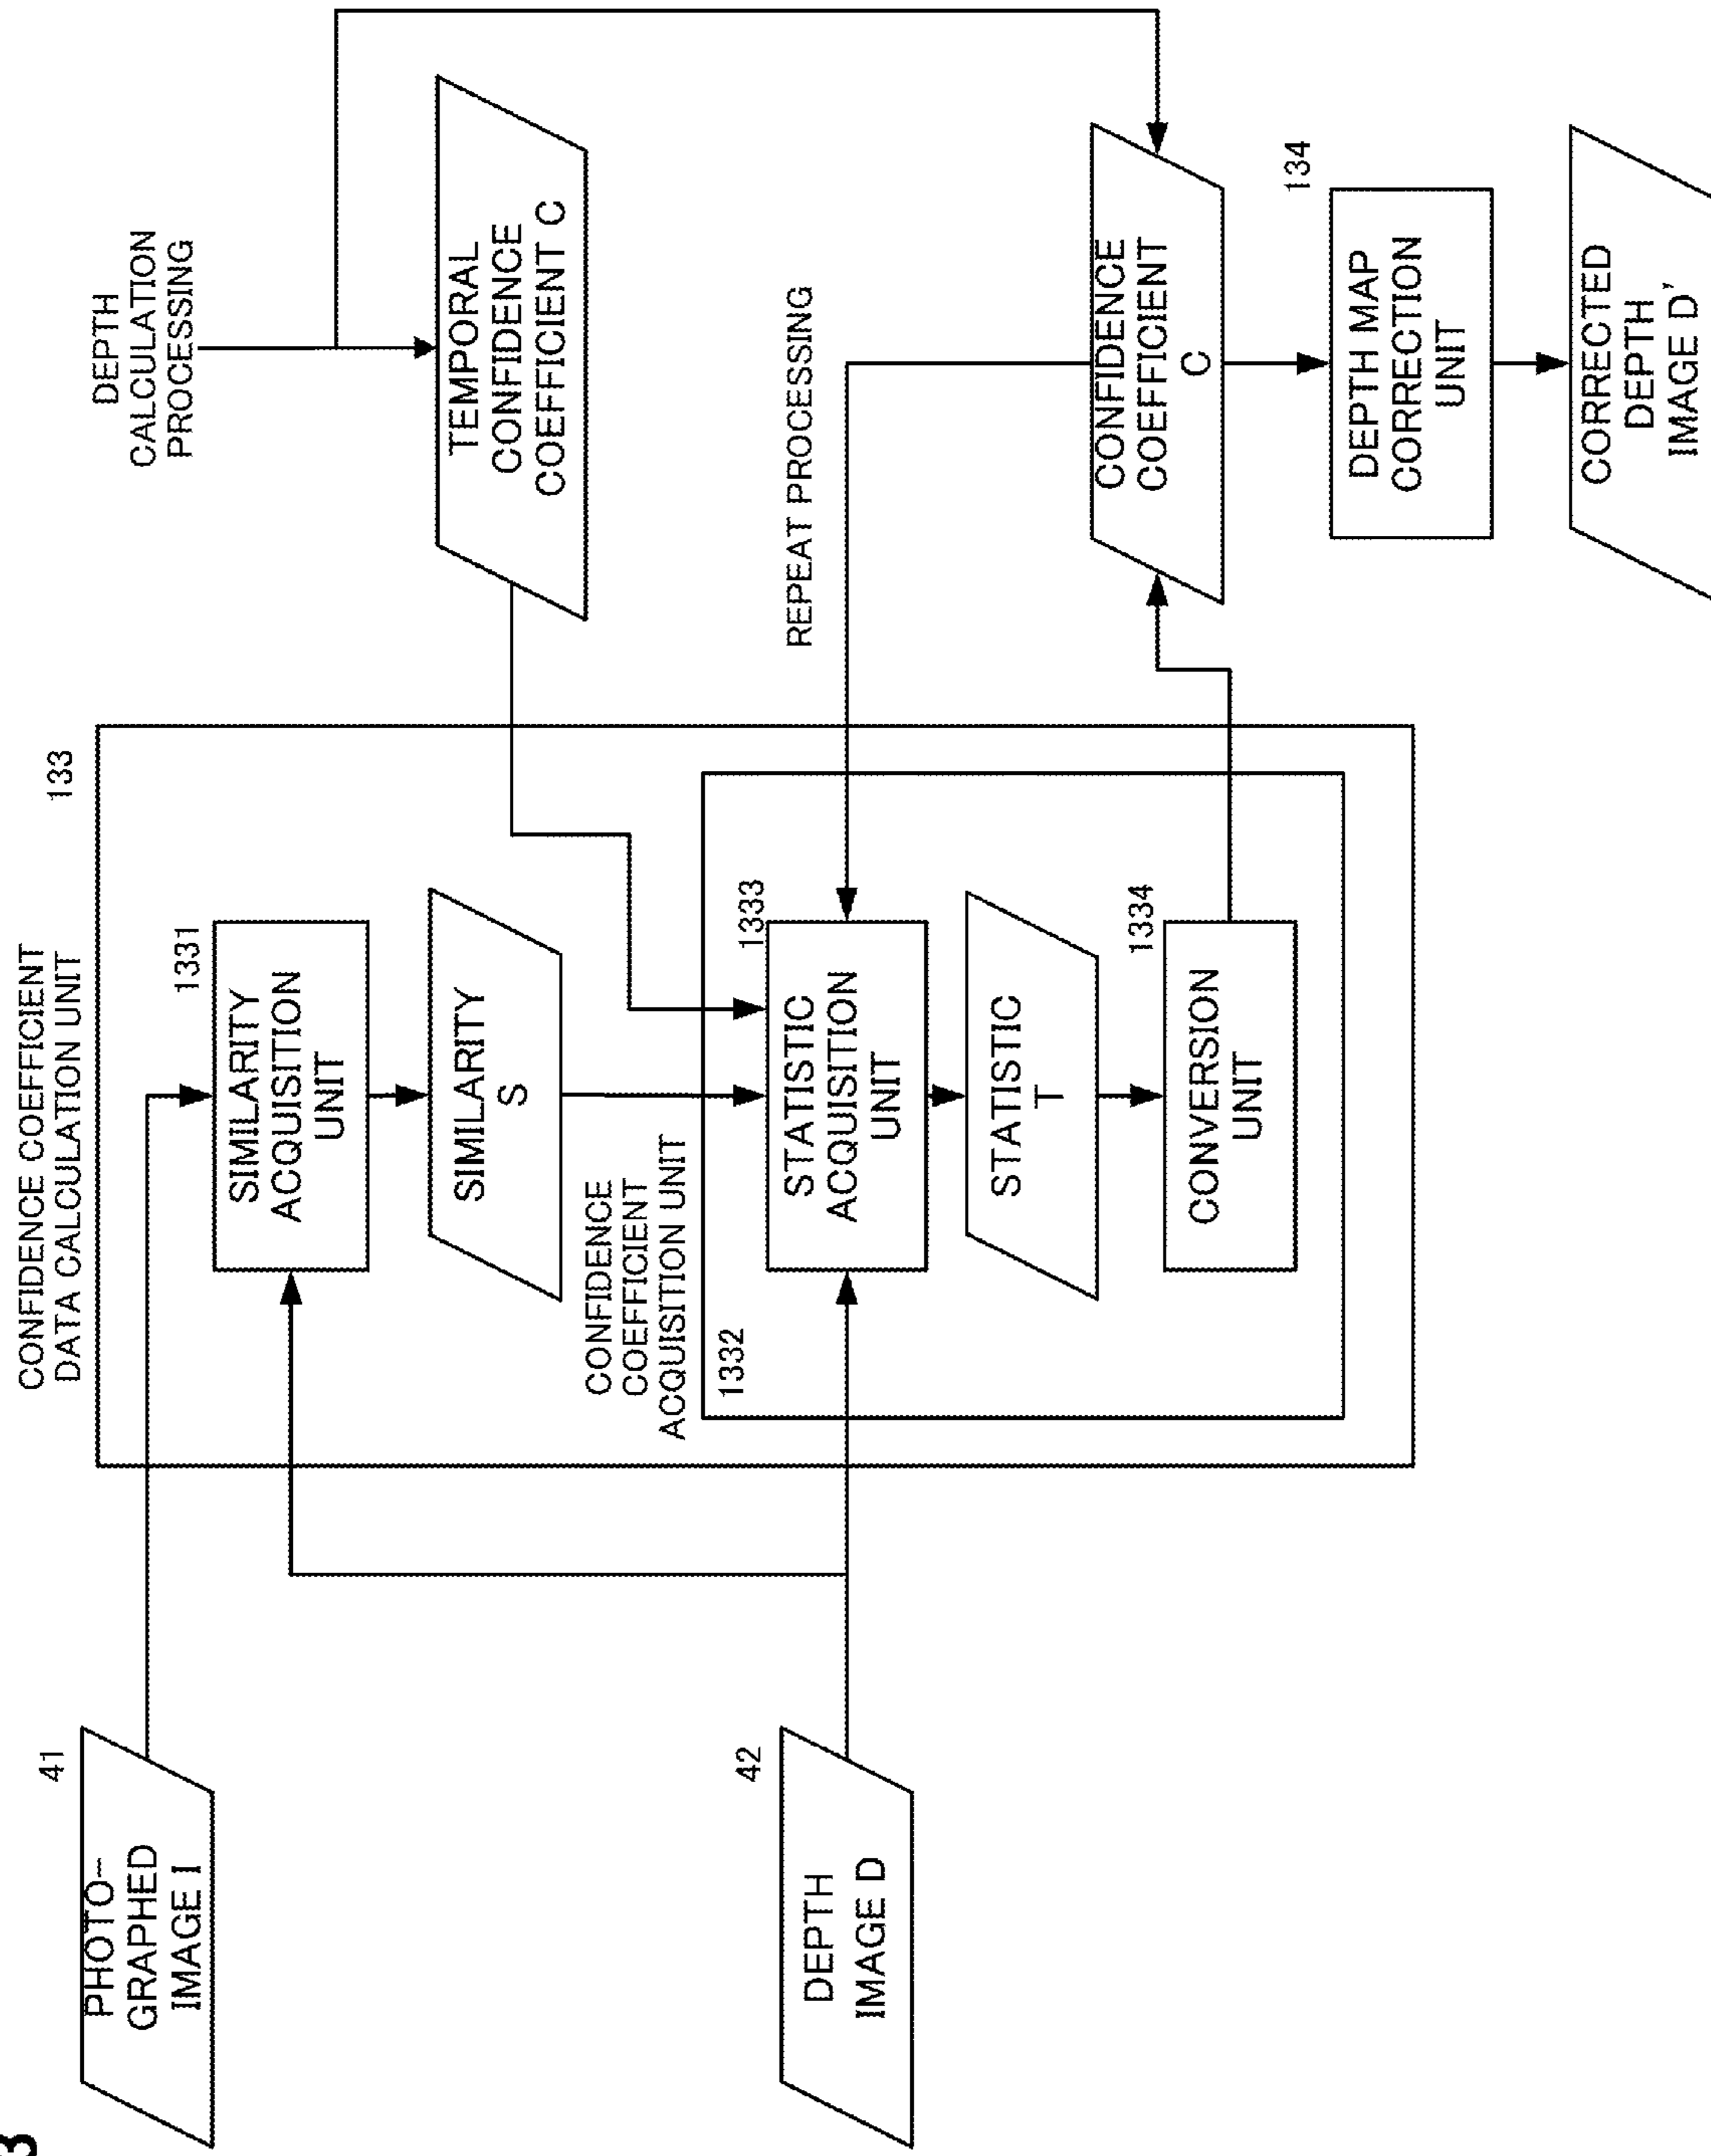 3
41
PHOTO-
GRAPHED
IMAGE I
42
DEPTH
IMAGE D
CONFIDENCE COEFFICIENT
DATA CALCULATION UNIT
133
1331
SIMILARITY
ACQUISITION
UNIT
SIMILARITY
S
CONFIDENCE
COEFFICIENT
ACQUISITION UNIT
1332
1333
STATISTIC
ACQUISITION
UNIT
STATISTIC
T
1334
CONVERSION
UNIT
DEPTH
CALCULATION
PROCESSING
TEMPORAL
CONFIDENCE
COEFFICIENT C
REPEAT PROCESSING
CONFIDENCE
COEFFICIENT
C
134
DEPTH MAP
CORRECTION
UNIT
CORRECTED
DEPTH
IMAGE D'